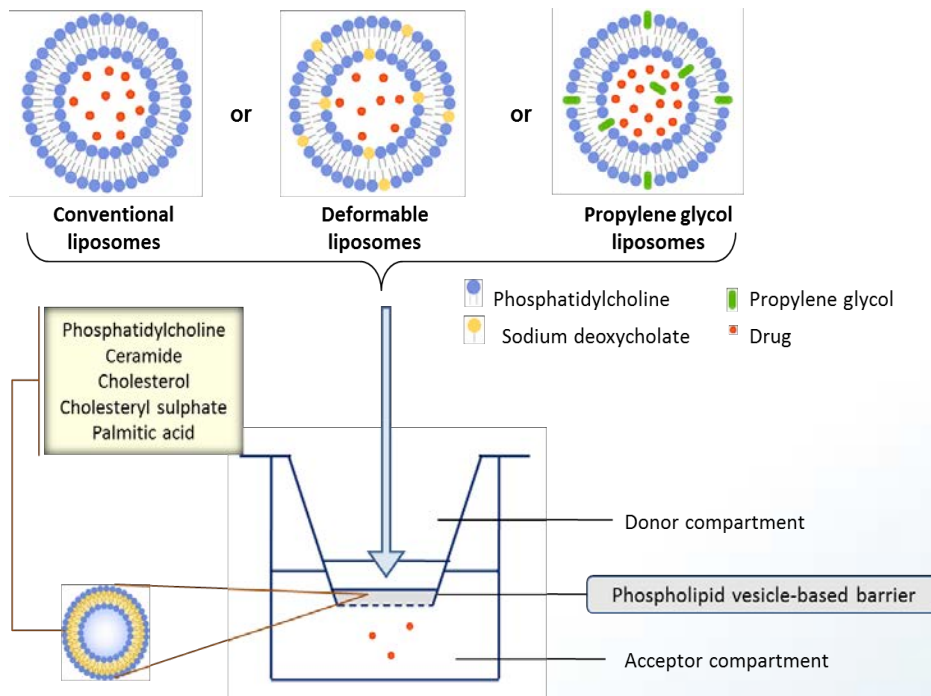 or
or
Conventional
liposomes
Deformable
liposomes
Propylene glycol
liposomes
Phosphatidylcholine
Propylene glycol
Sodium deoxycholate
Drug
Phosphatidylcholine
Ceramide
Cholesterol
Cholesteryl sulphate
Palmitic acid
Donor compartment
Phospholipid vesicle-based barrier
Acceptor compartment